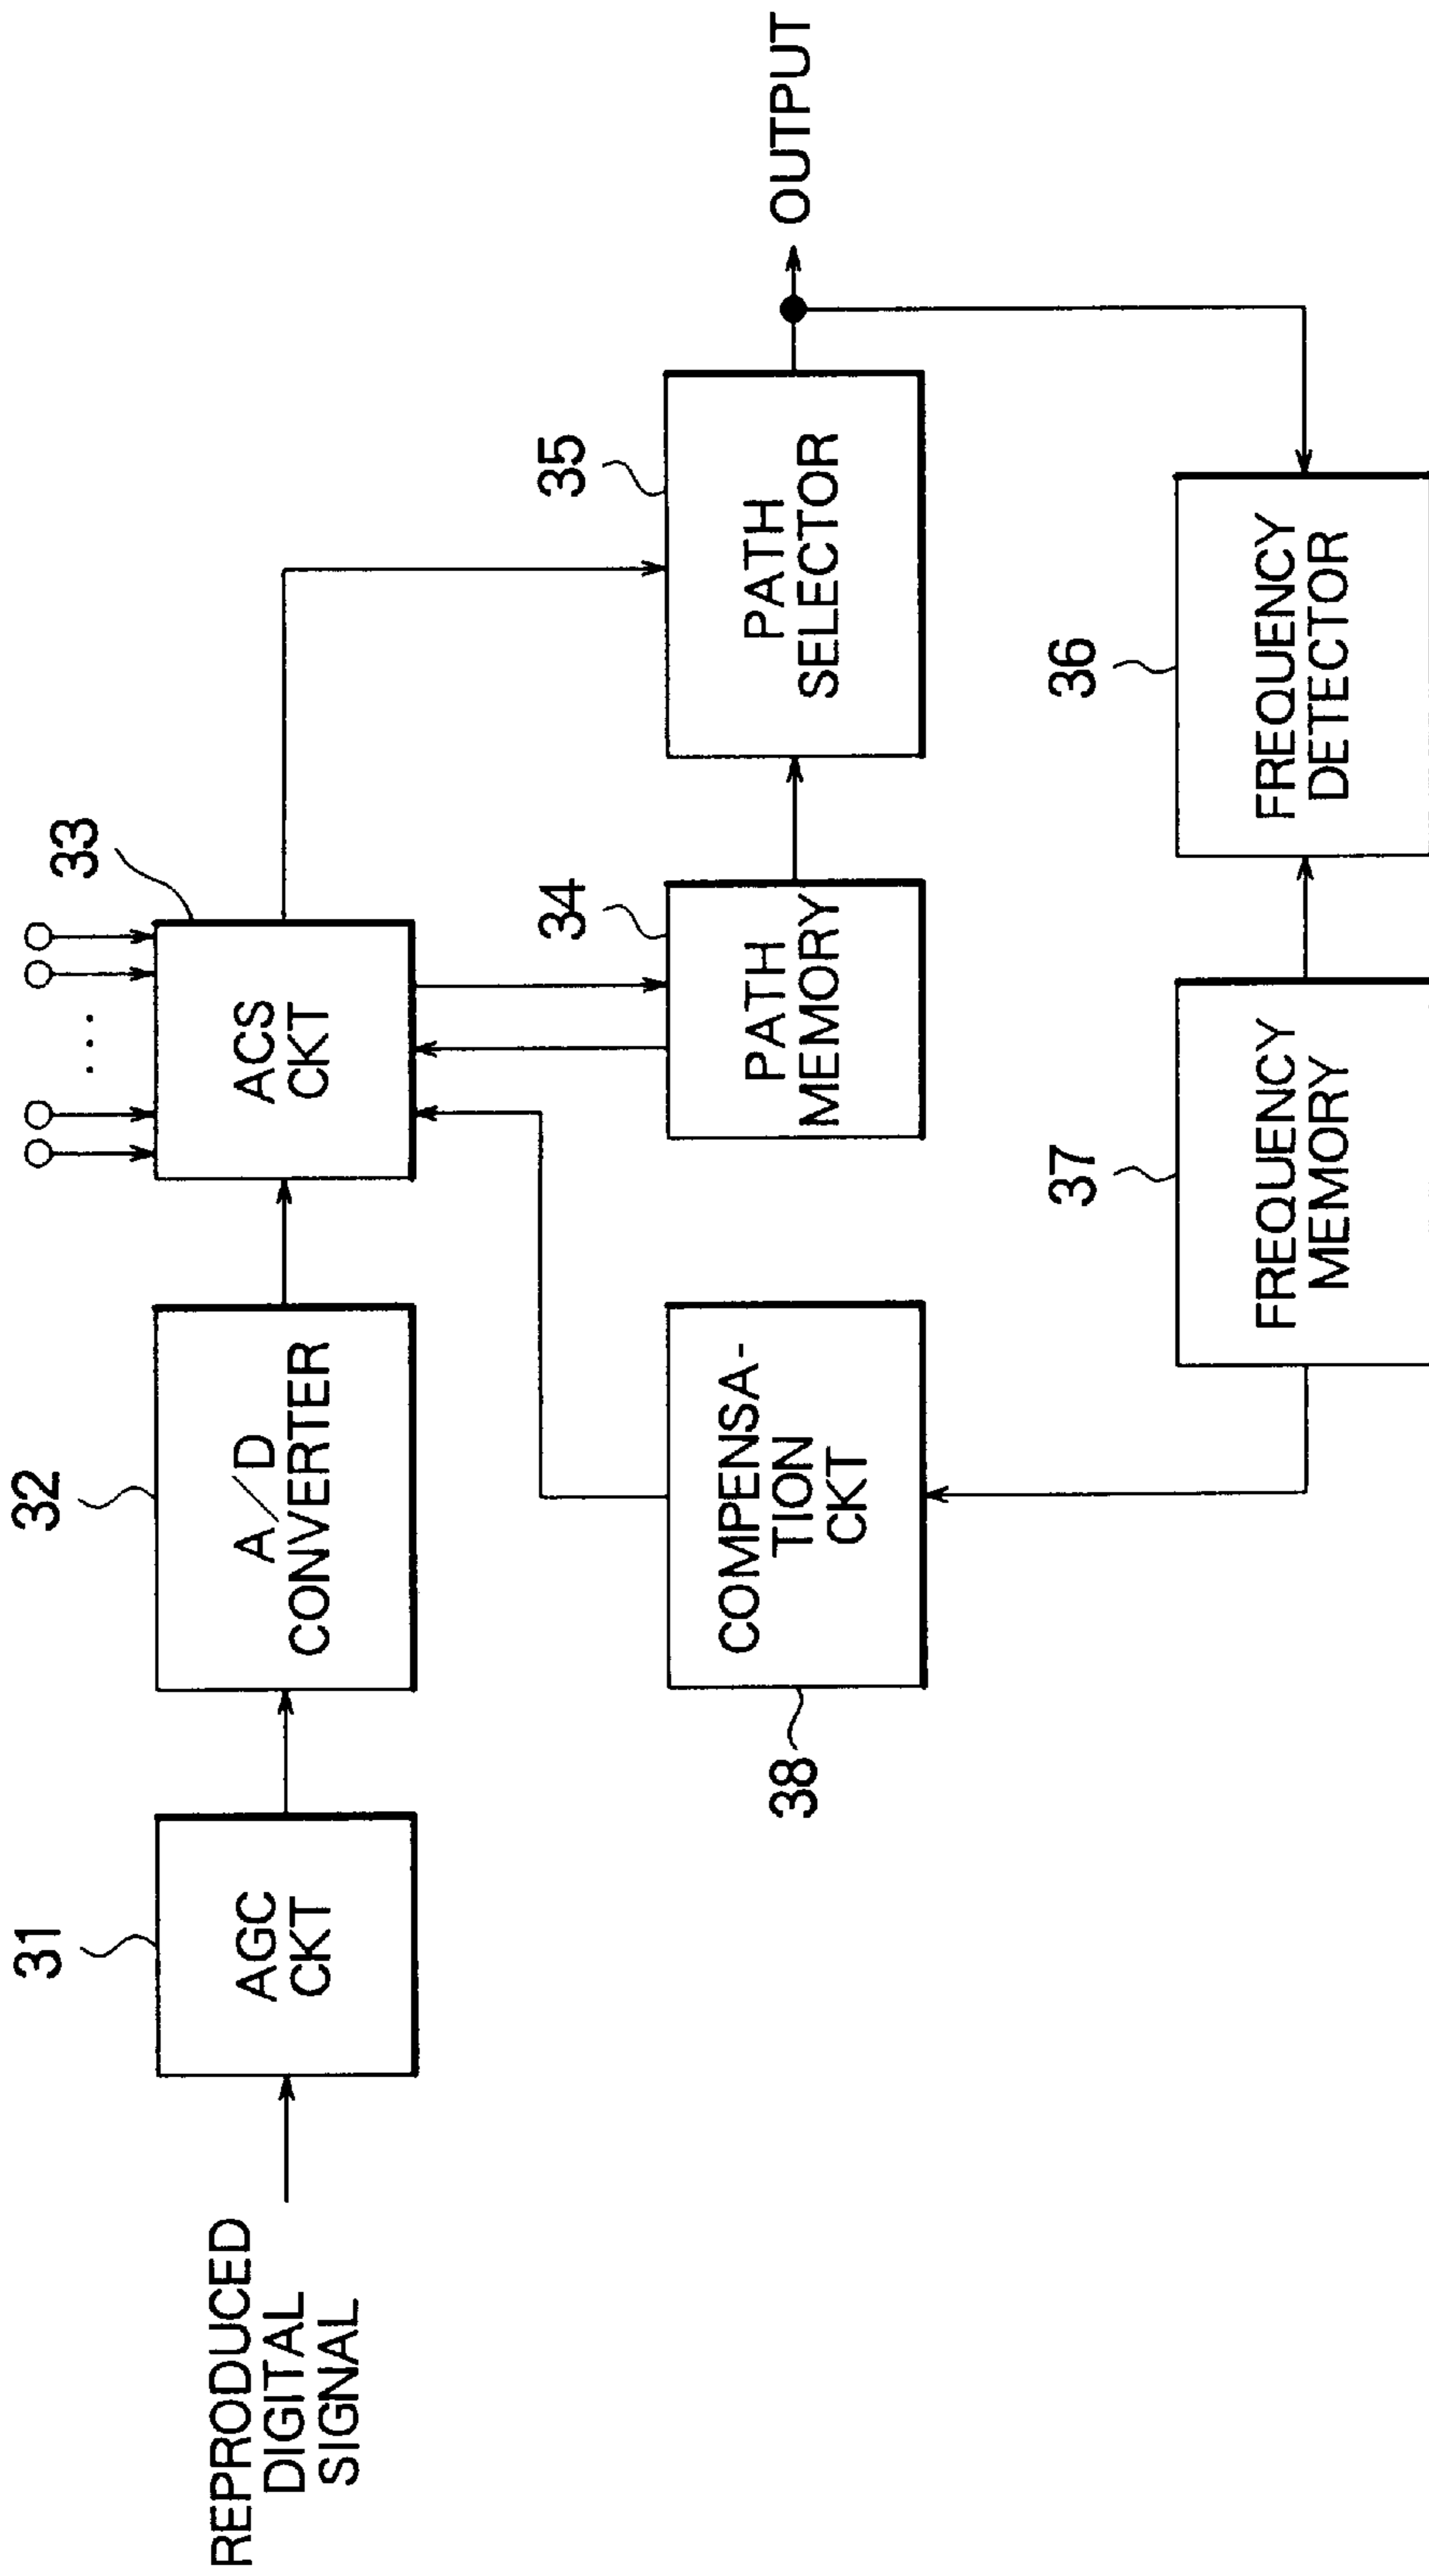 REPRODUCED
DIGITAL
SIGNAL
31
AGC
CKT
32
A/D
CONVERTER
33
ACS
CKT
...
34
PATH
MEMORY
35
PATH
SELECTOR
OUTPUT
38
COMPENSA-
TION
CKT
37
FREQUENCY
MEMORY
36
FREQUENCY
DETECTOR